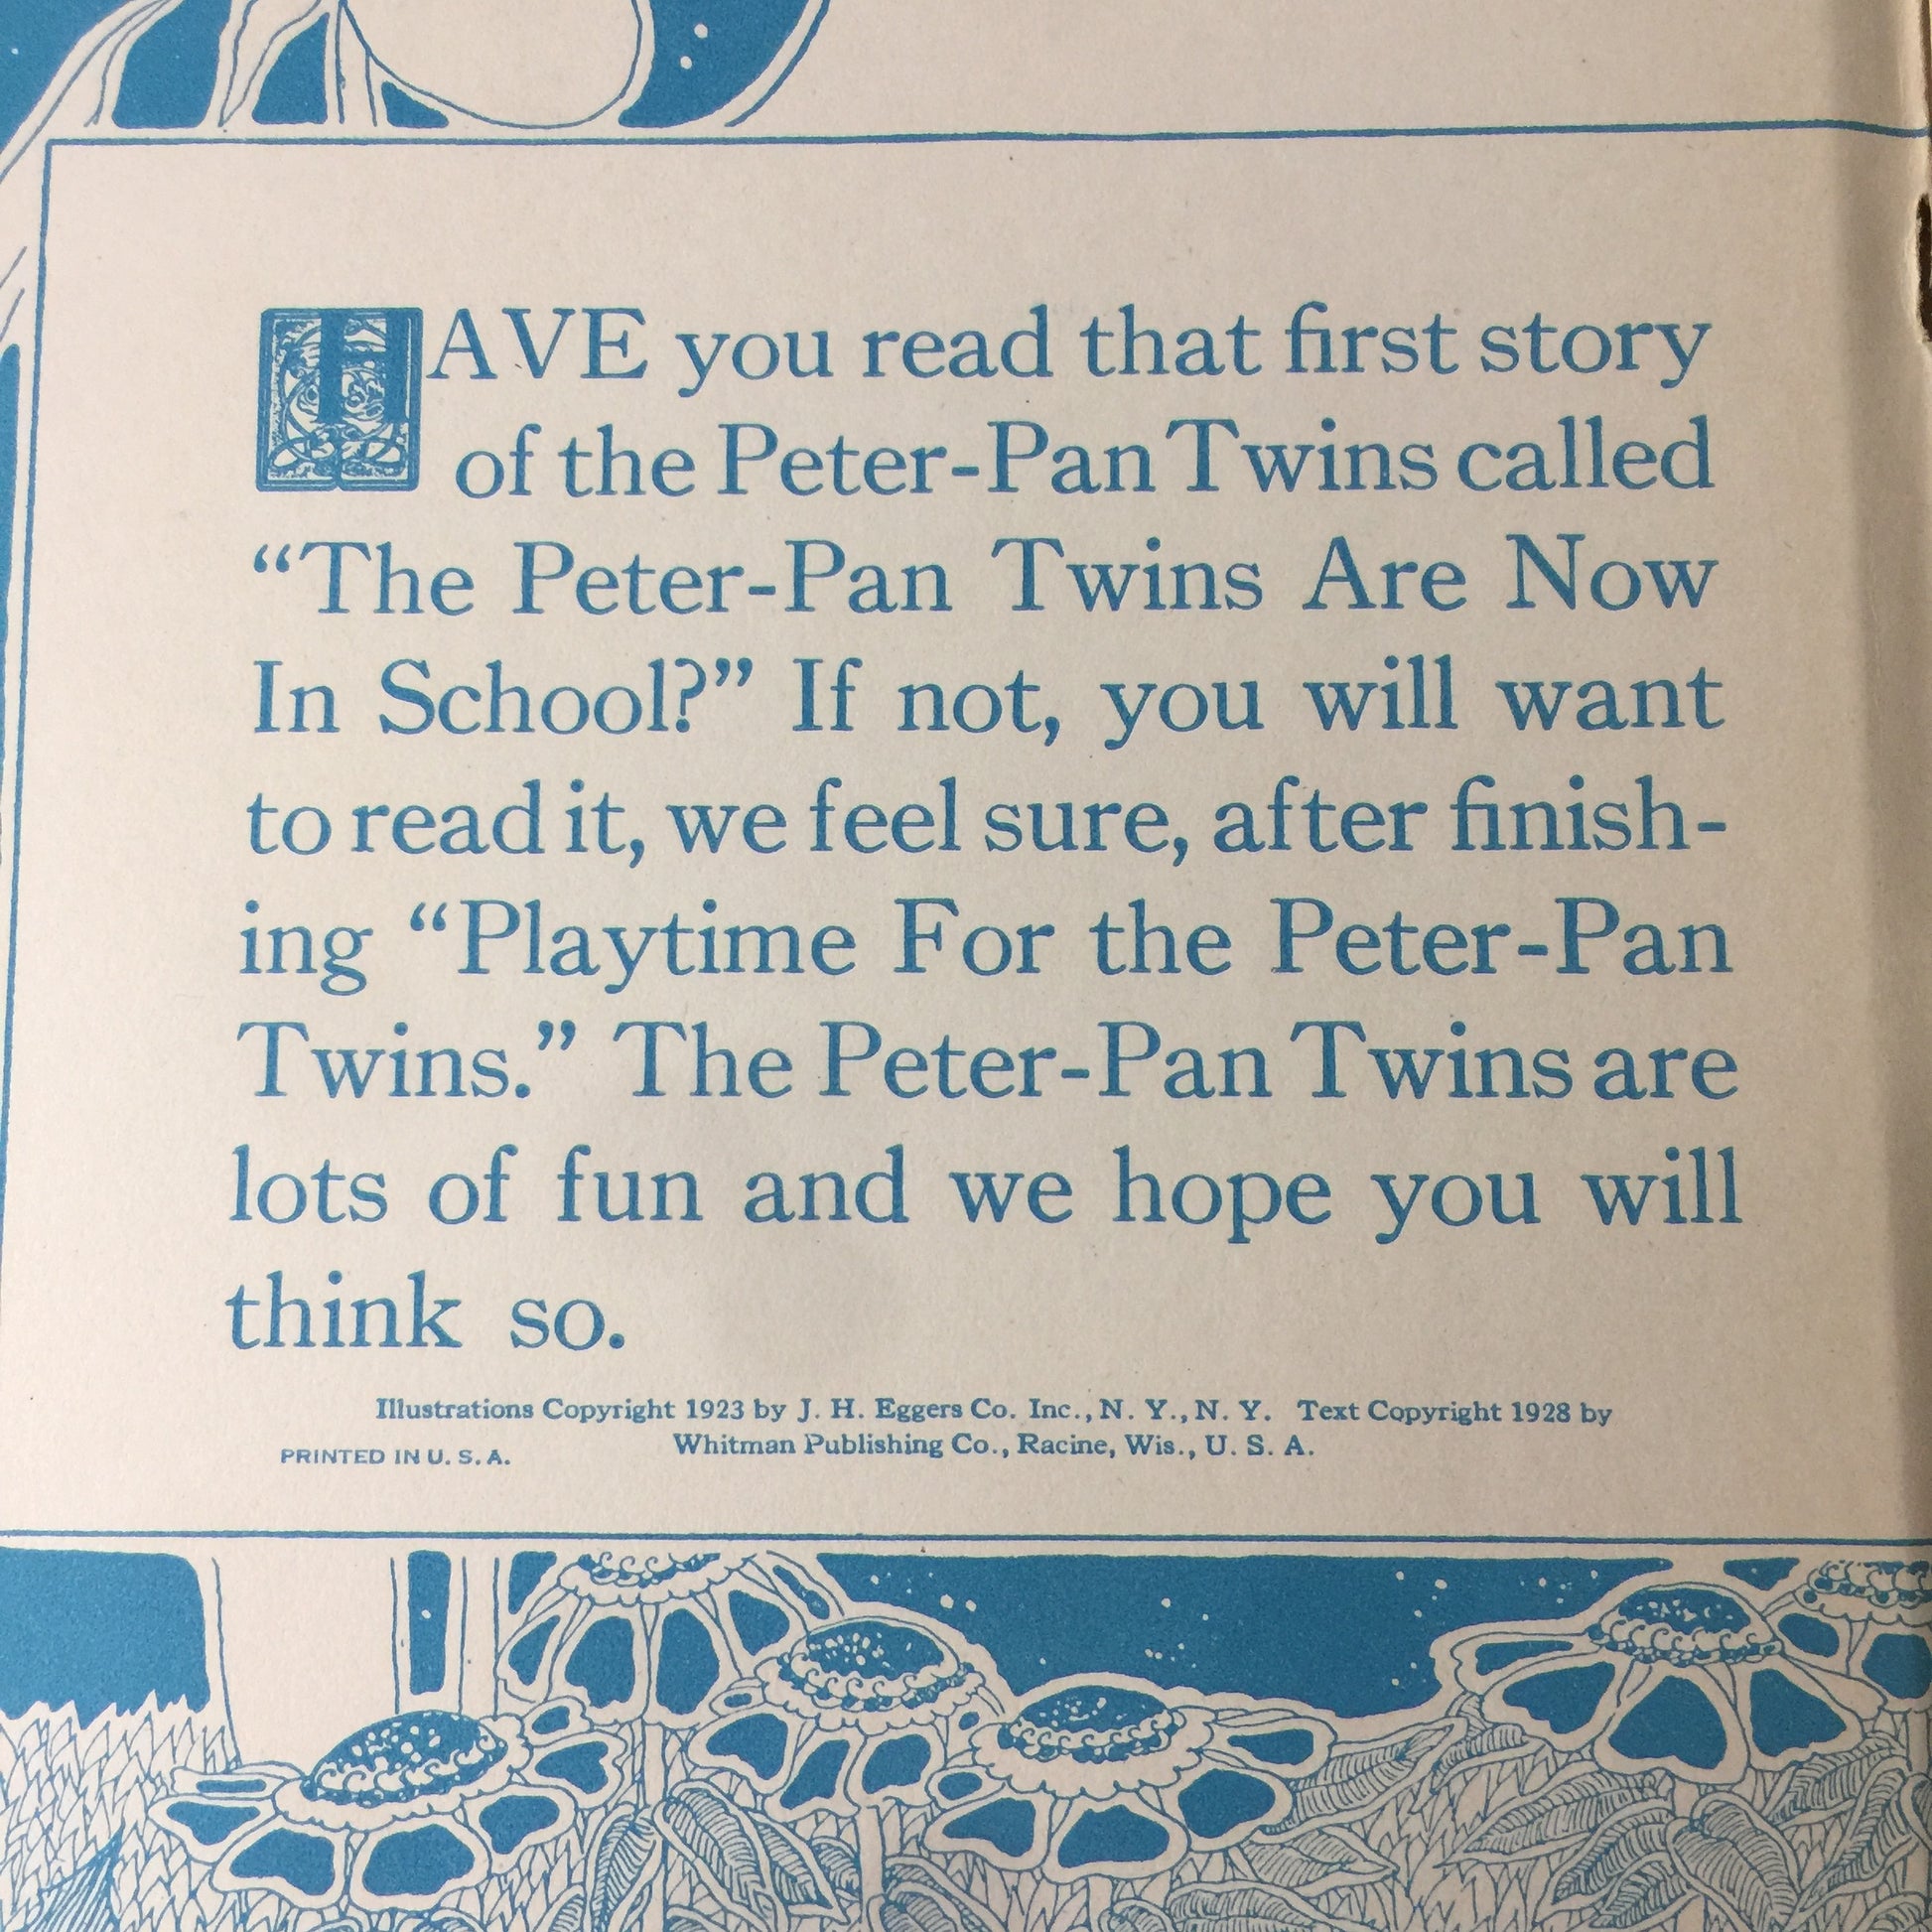 HAVE you read that first story
of the Peter-Pan Twins called
“The Peter-Pan Twins Are Now
In School?” If not, you will want
to read it, we feel sure, after finish-
ing “Playtime For the Peter-Pan
Twins.” The Peter-Pan Twins are
lots of fun and we hope you will
think so.
Illustrations Copyright 1923 by J. H. Eggers Co. Inc., N. Y., N. Y. Text Copyright 1928 by
Whitman Publishing Co., Racine, Wis., U. S. A.
PRINTED IN U. S. A.